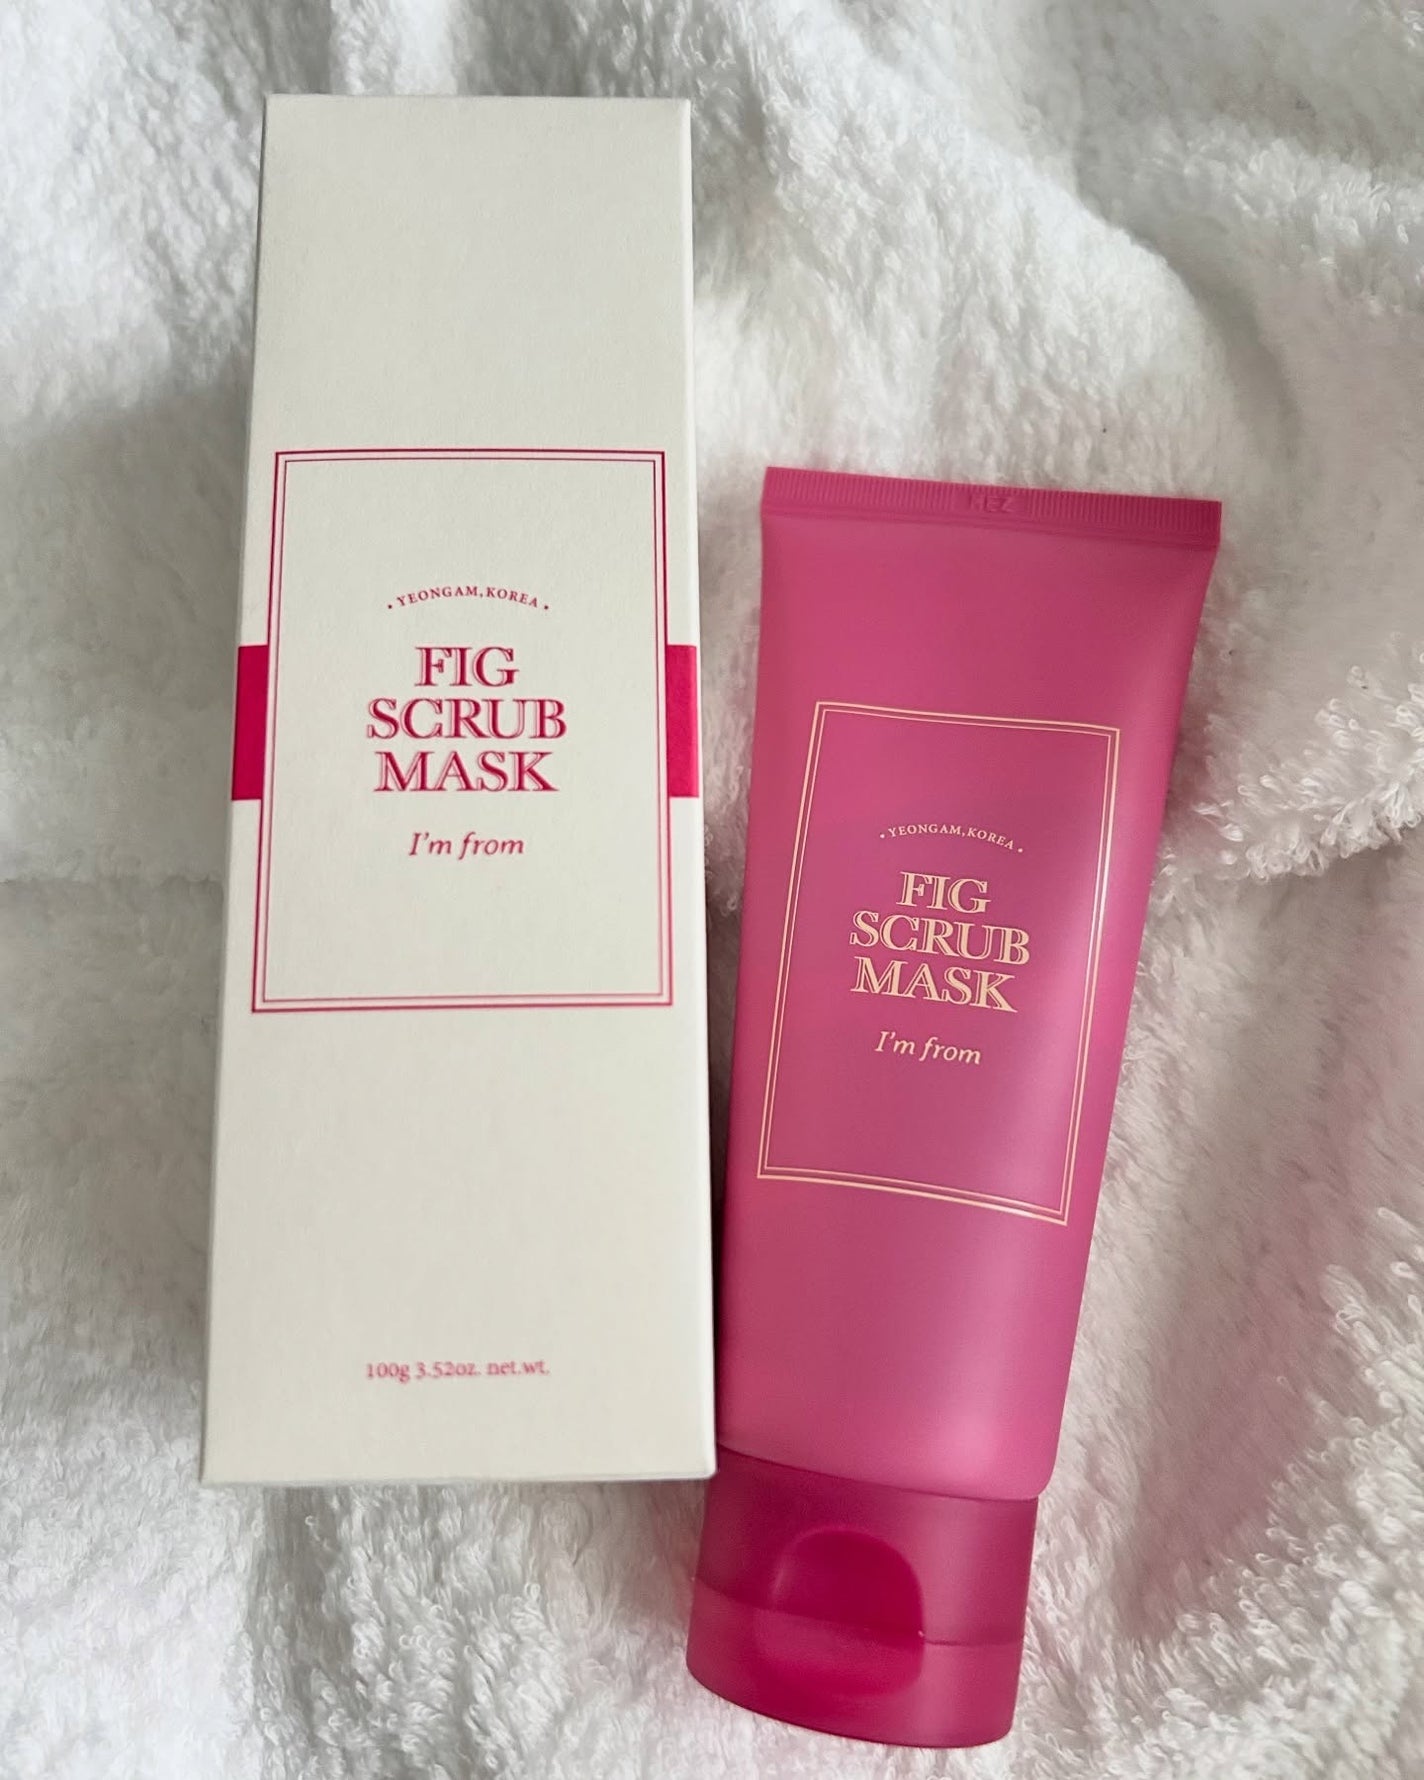 · YEONGAM, KOREA ·
FIG
SCRUB
MASK
I'm from
100g 3.52oz. net.wt.
· YEONGAM, KOREA ·
FIG
SCRUB
MASK
I'm from